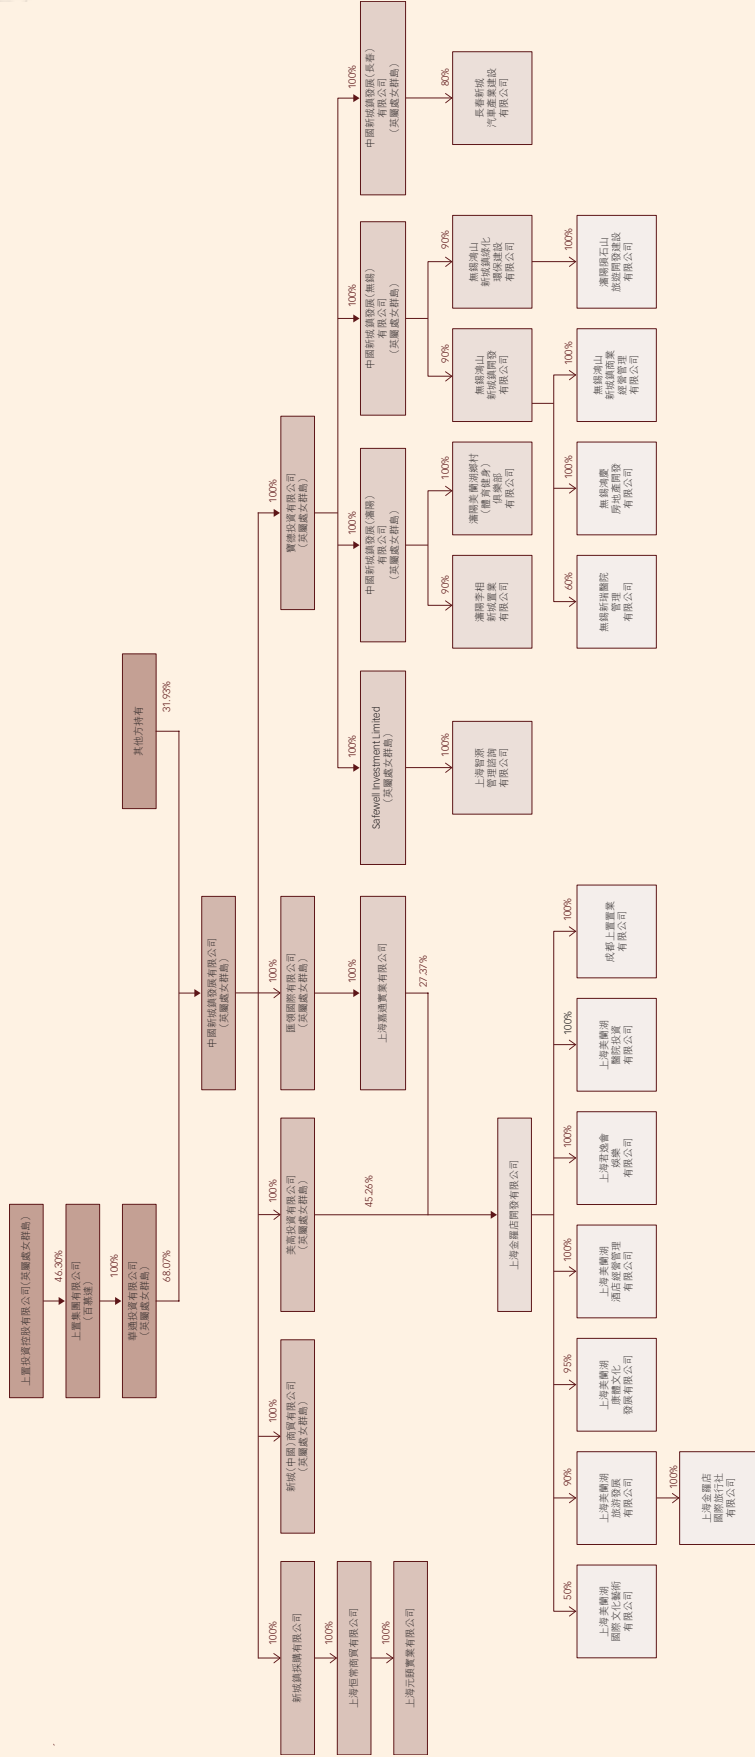 上置投資控股有限公司(英屬處女群島)
46.30%
上置集團有限公司
(百慕達)
100%
華通投資有限公司
(英屬處女群島)
68.07%
其他方持有
31.93%
中國新城鎮發展有限公司
(英屬處女群島)
100%
新城鎮採購有限公司
100%
上海恒常商貿有限公司
100%
上海元頤實業有限公司
100%
新城(中國)商貿有限公司
(英屬處女群島)
100%
美高投資有限公司
(英屬處女群島)
45.26%
100%
匯領國際有限公司
(英屬處女群島)
100%
上海嘉通實業有限公司
27.37%
100%
寶德投資有限公司
(英屬處女群島)
上海金羅店開發有限公司
50%
上海美蘭湖
國際文化藝術
有限公司
90%
上海美蘭湖
旅游發展
有限公司
100%
上海金羅店
國際旅行社
有限公司
95%
上海美蘭湖
康體文化
發展有限公司
100%
上海美蘭湖
酒店經營管理
有限公司
100%
上海君逸會
娛樂
有限公司
100%
上海美蘭湖
醫院投資
有限公司
100%
成都上置置業
有限公司
100%
Safewell Investment Limited
(英屬處女群島)
100%
上海智源
管理諮詢
有限公司
100%
中國新城鎮發展(瀋陽)
有限公司
(英屬處女群島)
90%
瀋陽李相
新城置業
有限公司
100%
瀋陽美蘭湖鄉村
(體育健身)
俱樂部
有限公司
100%
中國新城鎮發展(無錫)
有限公司
(英屬處女群島)
90%
無錫鴻山
新城鎮開發
有限公司
90%
無錫鴻山
新城鎮綠化
環保建設
有限公司
60%
無錫新瑞醫院
管理
有限公司
100%
無錫鴻慶
房地產開發
有限公司
100%
無錫鴻山
新城鎮商業
經營管理
有限公司
100%
瀋陽隕石山
旅遊開發建設
有限公司
100%
中國新城鎮發展(長春)
有限公司
(英屬處女群島)
80%
長春新城
汽車產業建設
有限公司